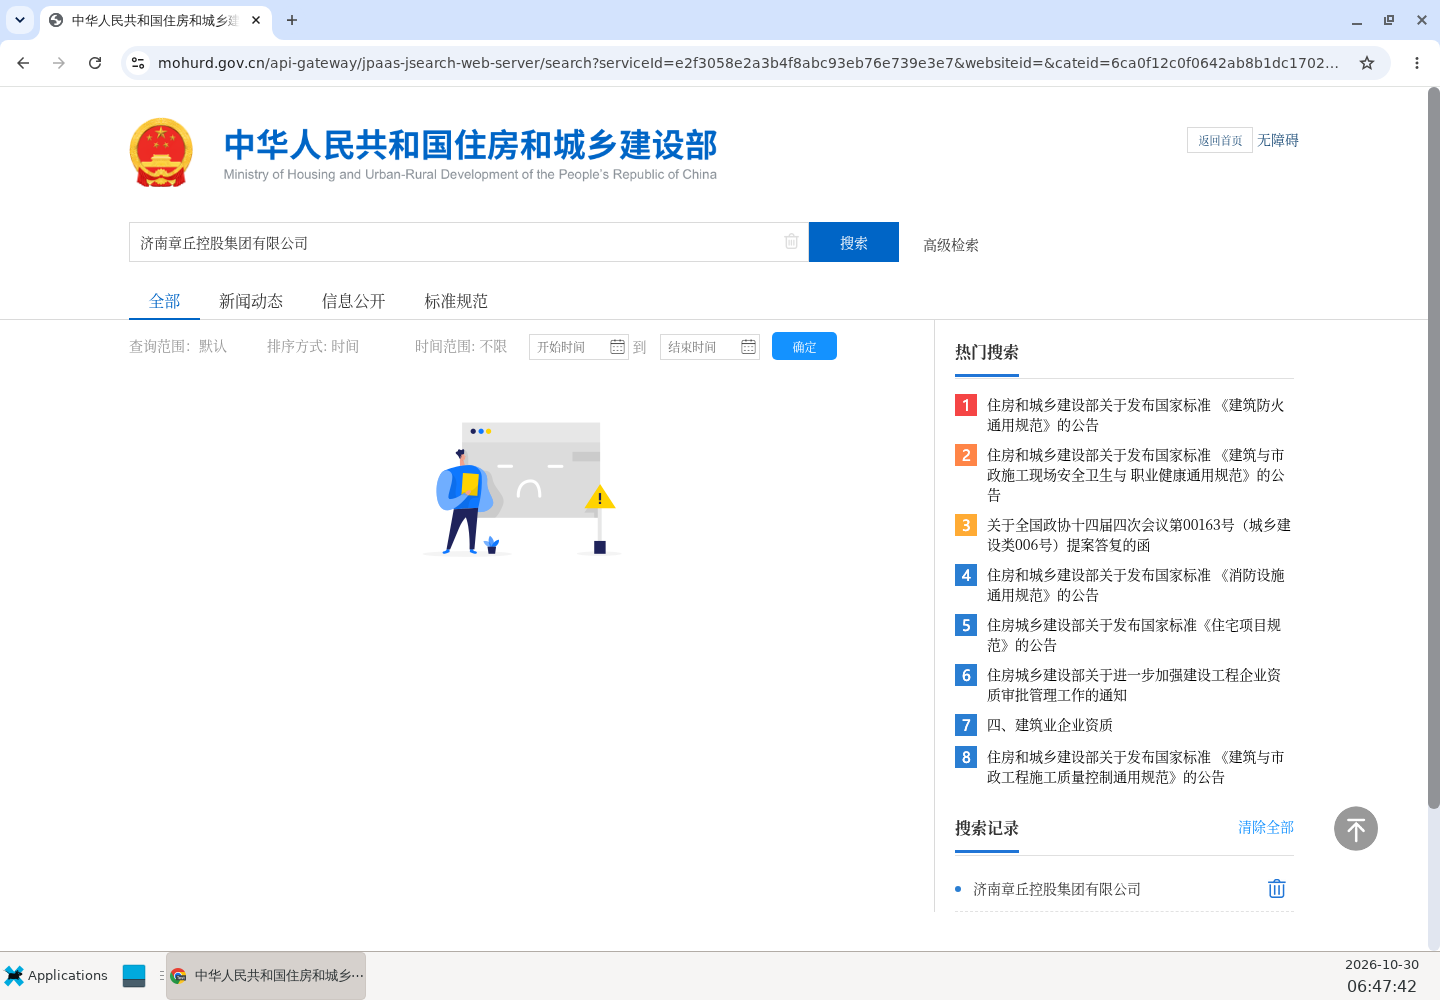 中华人民共和国住房和城乡建
mohurd.gov.cn/api-gateway/jpaas-jsearch-web-server/search?serviceId=e2f3058e2a3b4f8abc93eb76e739e3e7&websiteid=&cateid=6ca0f12c0f0642ab8b1dc1702...
中华人民共和国住房和城乡建设部
Ministry of Housing and Urban-Rural Development of the People's Republic of China
返回首页 无障碍
济南章丘控股集团有限公司
搜索
高级检索
全部 新闻动态 信息公开 标准规范
查询范围: 默认 排序方式: 时间 时间范围: 不限 开始时间 到 结束时间 确定
热门搜索
1 住房和城乡建设部关于发布国家标准 《建筑防火
通用规范》的公告
2 住房和城乡建设部关于发布国家标准 《建筑与市
政施工现场安全卫生与 职业健康通用规范》的公
告
3 关于全国政协十四届四次会议第00163号（城乡建
设类006号）提案答复的函
4 住房和城乡建设部关于发布国家标准 《消防设施
通用规范》的公告
5 住房城乡建设部关于发布国家标准《住宅项目规
范》的公告
6 住房城乡建设部关于进一步加强建设工程企业资
质审批管理工作的通知
7 四、建筑业企业资质
8 住房和城乡建设部关于发布国家标准 《建筑与市
政工程施工质量控制通用规范》的公告
搜索记录 清除全部
济南章丘控股集团有限公司
Applications
中华人民共和国住房和城乡…
2026-10-30
06:47:42